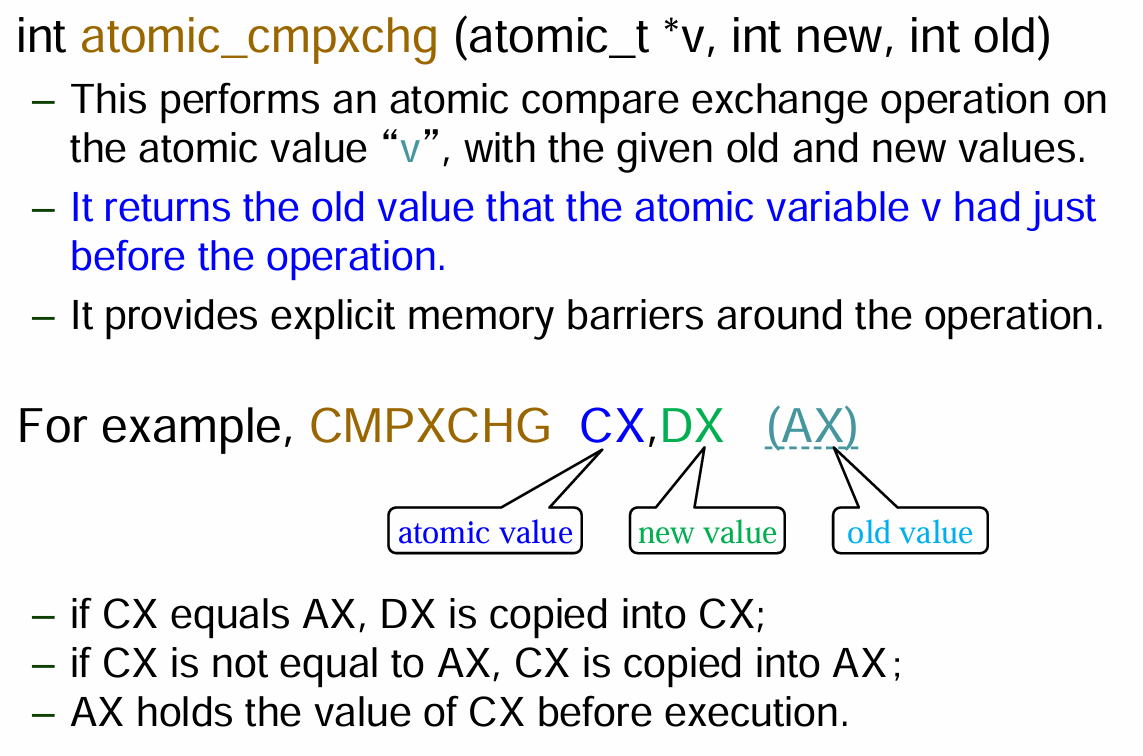 int atomic_cmpxchg (atomic_t *v, int new, int old)
– This performs an atomic compare exchange operation on
the atomic value “v”, with the given old and new values.
– It returns the old value that the atomic variable v had just
before the operation.
– It provides explicit memory barriers around the operation.
For example, CMPXCHG CX,DX (AX)
atomic value new value old value
– if CX equals AX, DX is copied into CX;
– if CX is not equal to AX, CX is copied into AX;
– AX holds the value of CX before execution.